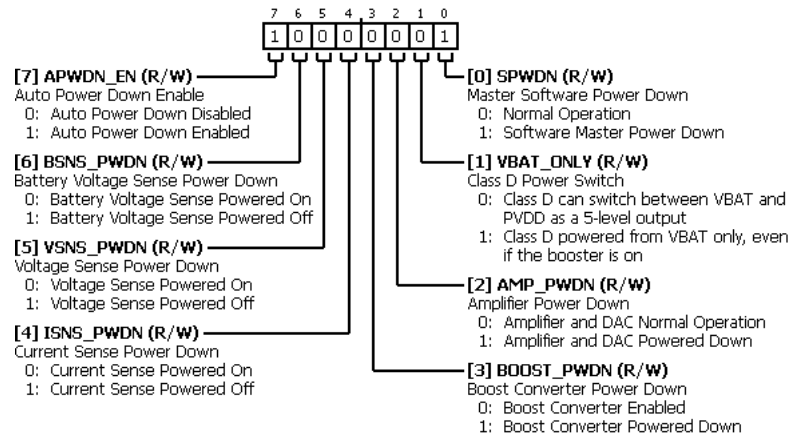 7 6 5 4 3 2 1 0
1 0 0 0 0 0 0 1
[7] APWDN_EN (R/W)
Auto Power Down Enable
0: Auto Power Down Disabled
1: Auto Power Down Enabled
[6] BSNS_PWDN (R/W)
Battery Voltage Sense Power Down
0: Battery Voltage Sense Powered On
1: Battery Voltage Sense Powered Off
[5] VSNS_PWDN (R/W)
Voltage Sense Power Down
0: Voltage Sense Powered On
1: Voltage Sense Powered Off
[4] ISNS_PWDN (R/W)
Current Sense Power Down
0: Current Sense Powered On
1: Current Sense Powered Off
[0] SPWDN (R/W)
Master Software Power Down
0: Normal Operation
1: Software Master Power Down
[1] VBAT_ONLY (R/W)
Class D Power Switch
0: Class D can switch between VBAT and
PVDD as a 5-level output
1: Class D powered from VBAT only, even
if the booster is on
[2] AMP_PWDN (R/W)
Amplifier Power Down
0: Amplifier and DAC Normal Operation
1: Amplifier and DAC Powered Down
[3] BOOST_PWDN (R/W)
Boost Converter Power Down
0: Boost Converter Enabled
1: Boost Converter Powered Down